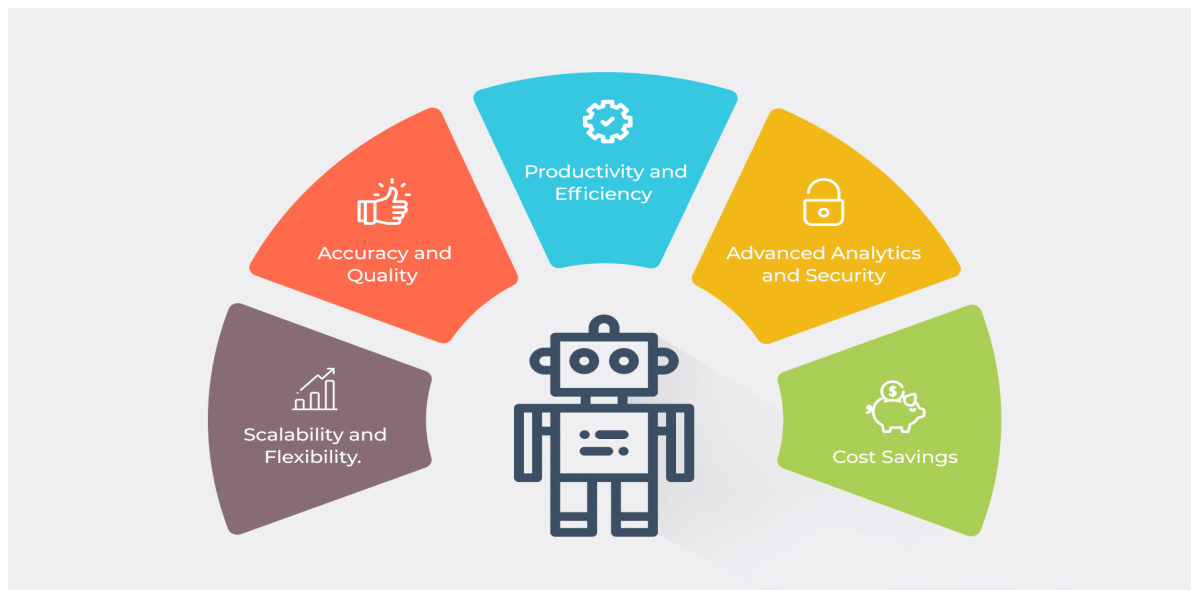 Scalability and
Flexibility.
Accuracy and
Quality
Productivity and
Efficiency
Advanced Analytics
and Security
$
Cost Savings